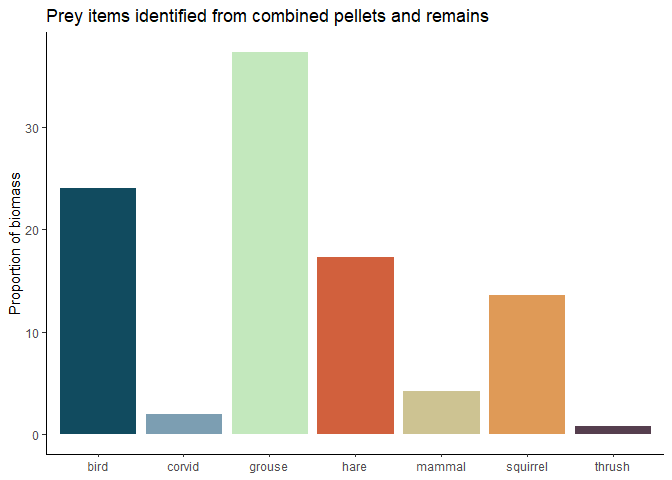 Prey items identified from combined pellets and remains
Proportion of biomass
30
20
10
0
bird corvid grouse hare mammal squirrel thrush